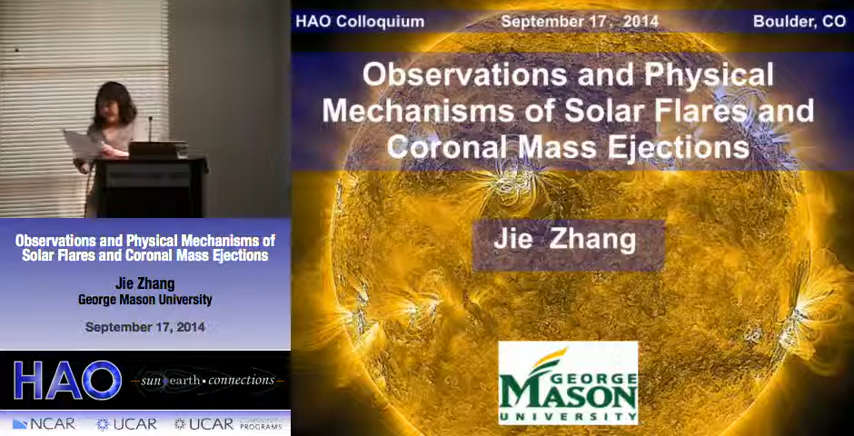 Observations and Physical Mechanisms of
Solar Flares and Coronal Mass Ejections
Jie Zhang
George Mason University
September 17, 2014
HAO
sun earth • connections
NCAR
UCAR
UCAR
PROGRAMS
HAO Colloquium
September 17, 2014
Boulder, CO
Observations and Physical
Mechanisms of Solar Flares and
Coronal Mass Ejections
Jie Zhang
GEORGE
MASON
UNIVERSITY